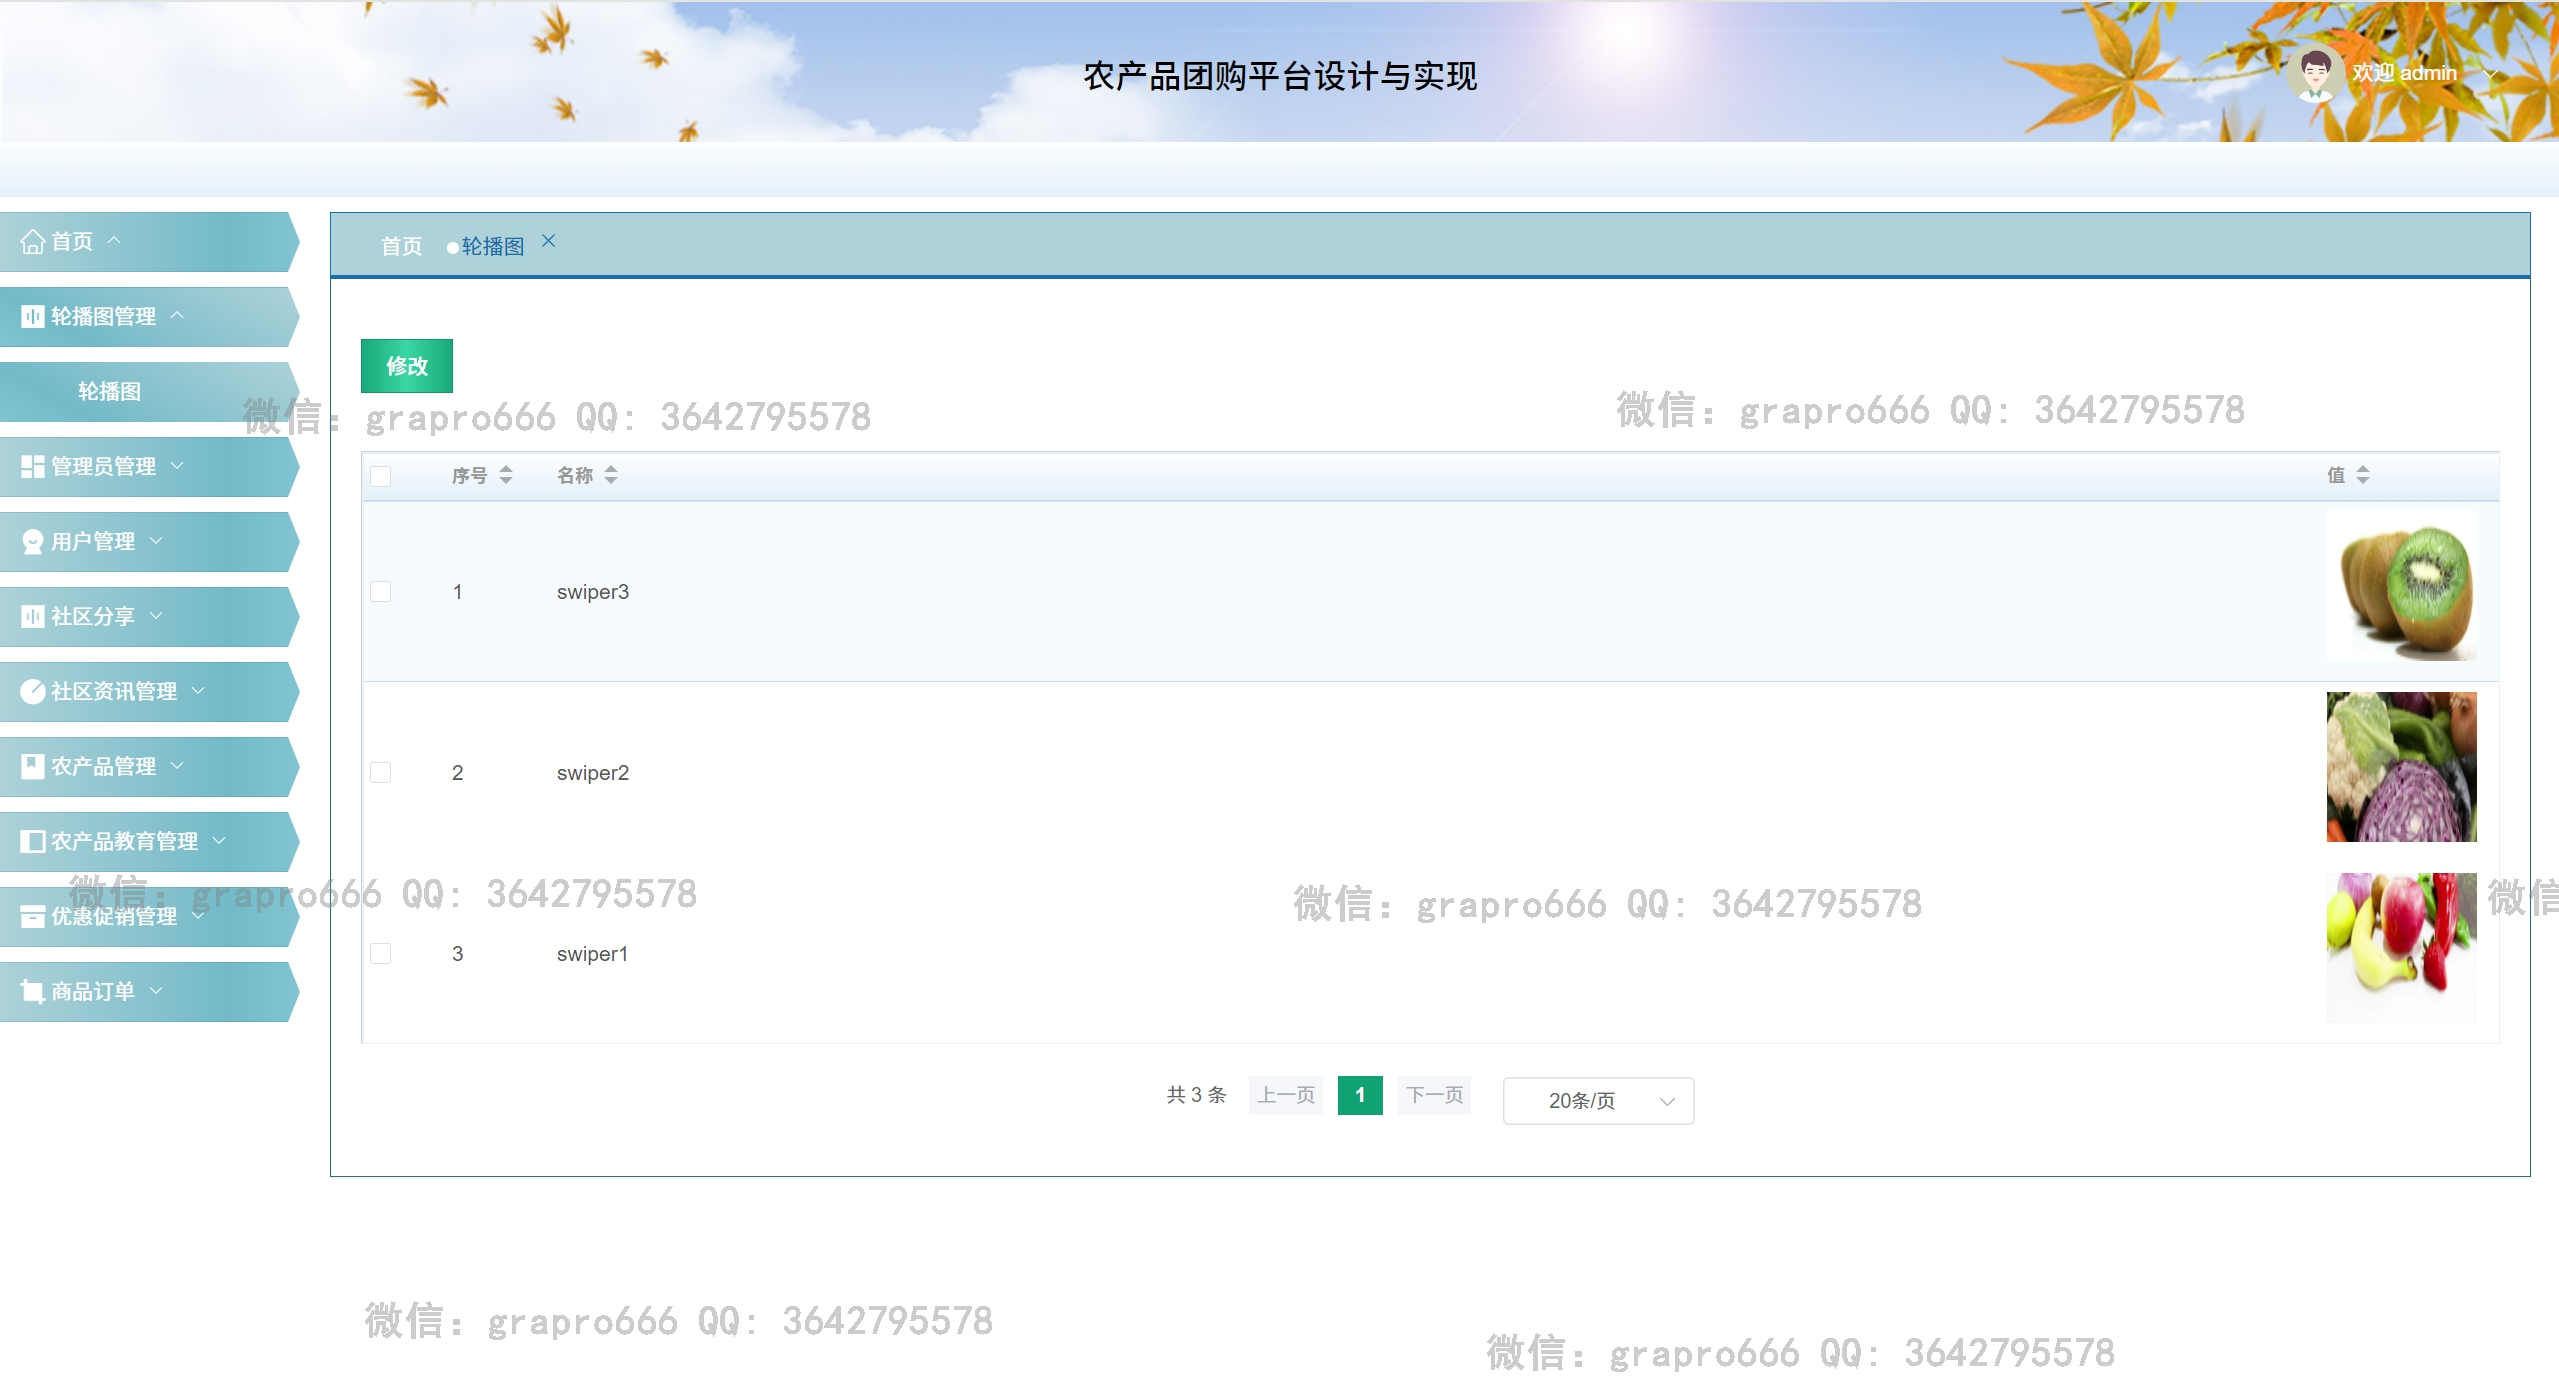 农产品团购平台设计与实现
欢迎 admin
首页
轮播图管理
轮播图
管理员管理
用户管理
社区分享
社区资讯管理
农产品管理
农产品教育管理
优惠促销管理
商品订单
首页 轮播图
修改
微信: grapro666 QQ: 3642795578
微信: grapro666 QQ: 3642795578
序号 名称 值
1 swiper3
2 swiper2
微信: grapro666 QQ: 3642795578
微信: grapro666 QQ: 3642795578
微信
3 swiper1
共 3 条 上一页 1 下一页 20条/页
微信: grapro666 QQ: 3642795578
微信: grapro666 QQ: 3642795578